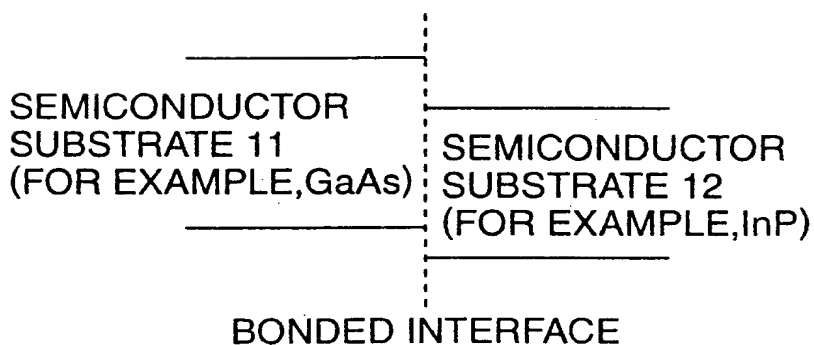 SEMICONDUCTOR
SUBSTRATE 11
(FOR EXAMPLE,GaAs)
SEMICONDUCTOR
SUBSTRATE 12
(FOR EXAMPLE,InP)
BONDED INTERFACE